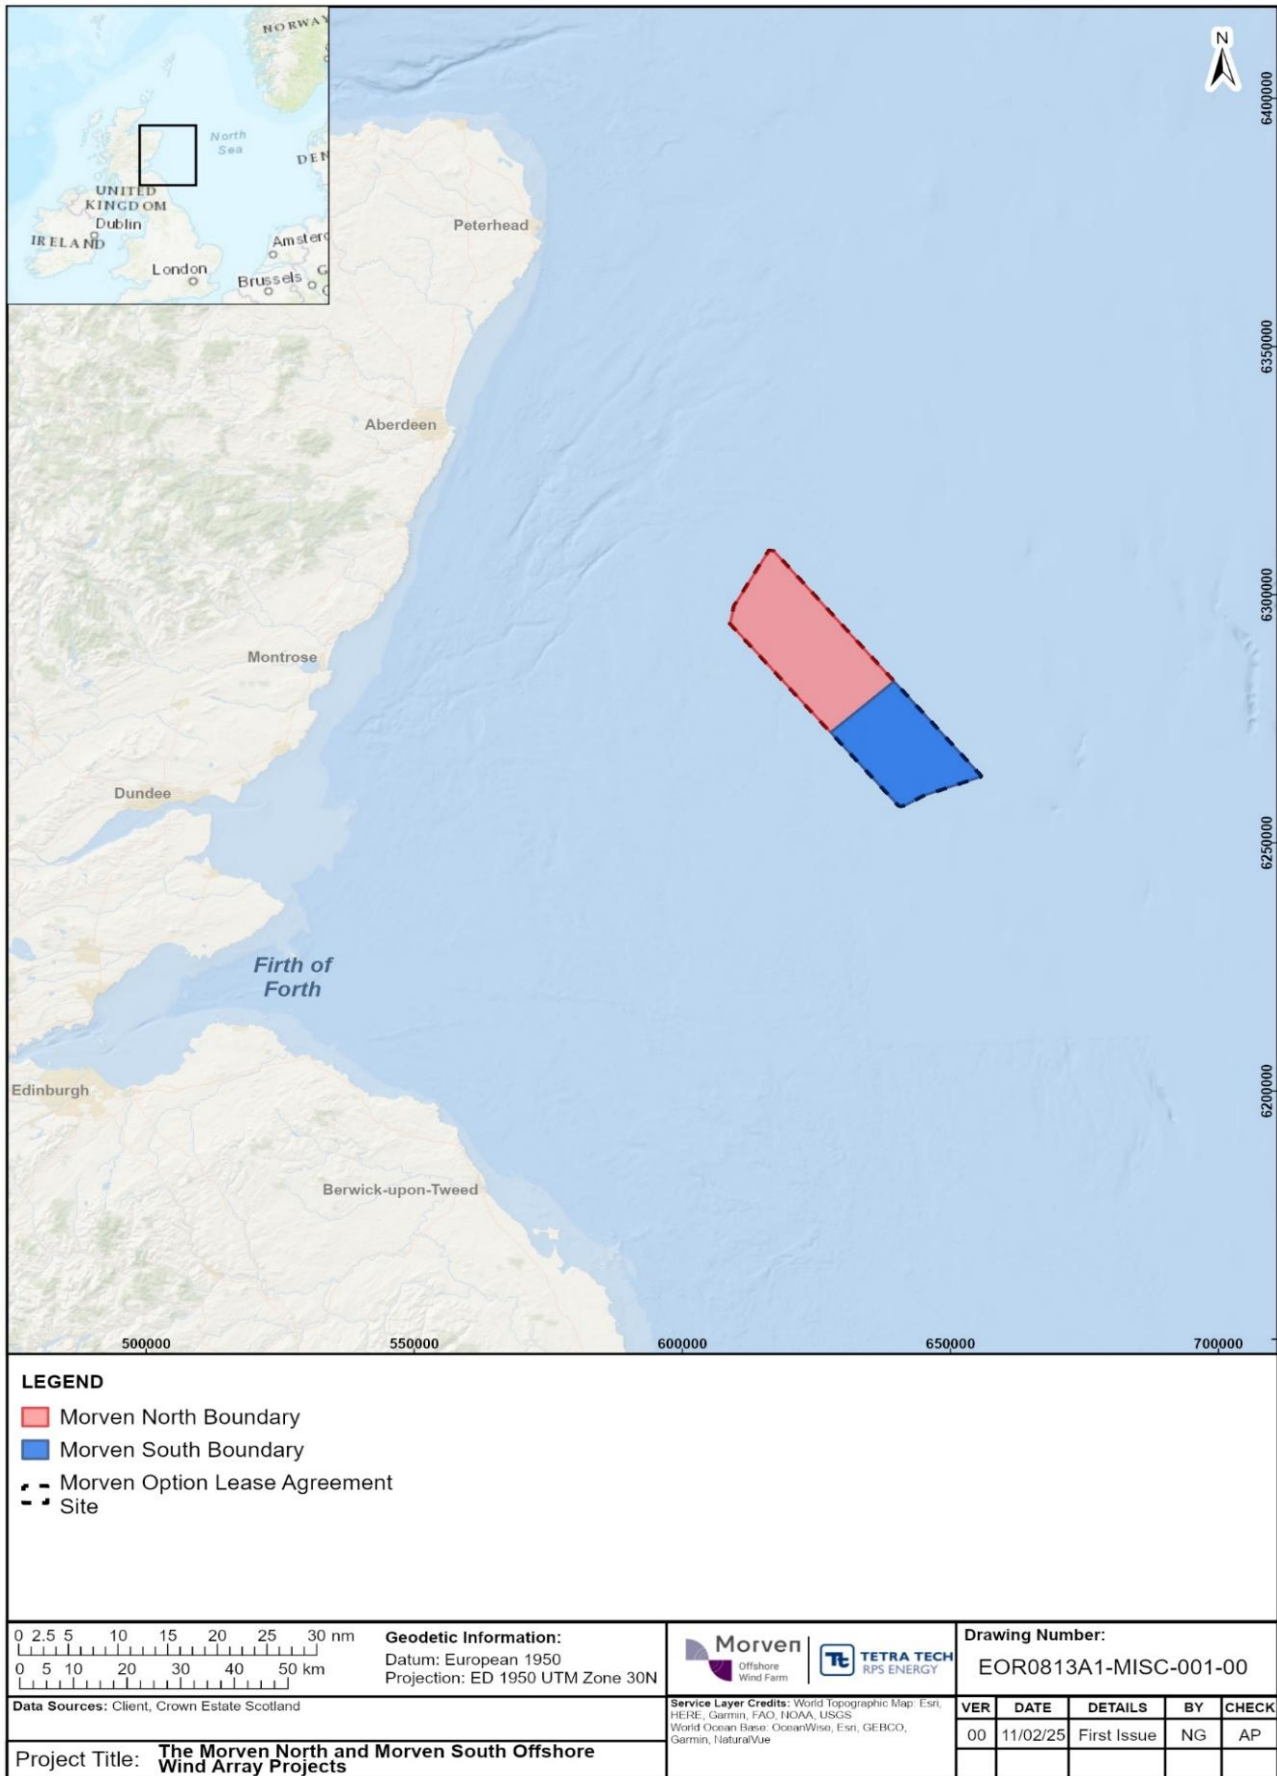 NORWAY
North
Sea
DEN
UNITED
KINGDOM
Dublin
IRELAND
Amsterd
London
Brussels
G
N
Peterhead
Aberdeen
Montrose
Dundee
Firth of
Forth
Edinburgh
Berwick-upon-Tweed
6400000
6350000
6300000
6250000
6200000
500000
550000
600000
650000
700000
LEGEND
Morven North Boundary
Morven South Boundary
Morven Option Lease Agreement
Site
0 2.5 5 10 15 20 25 30 nm
0 5 10 20 30 40 50 km
Geodetic Information:
Datum: European 1950
Projection: ED 1950 UTM Zone 30N
Morven
Offshore
Wind Farm
TETRA TECH
RPS ENERGY
Drawing Number:
EOR0813A1-MISC-001-00
Data Sources: Client, Crown Estate Scotland
Service Layer Credits: World Topographic Map: Esri,
HERE, Garmin, FAO, NOAA, USGS
World Ocean Base: OceanWise, Esri, GEBCO,
Garmin, NaturalVue
VER DATE DETAILS BY CHECK
00 11/02/25 First Issue NG AP
Project Title: The Morven North and Morven South Offshore
Wind Array Projects